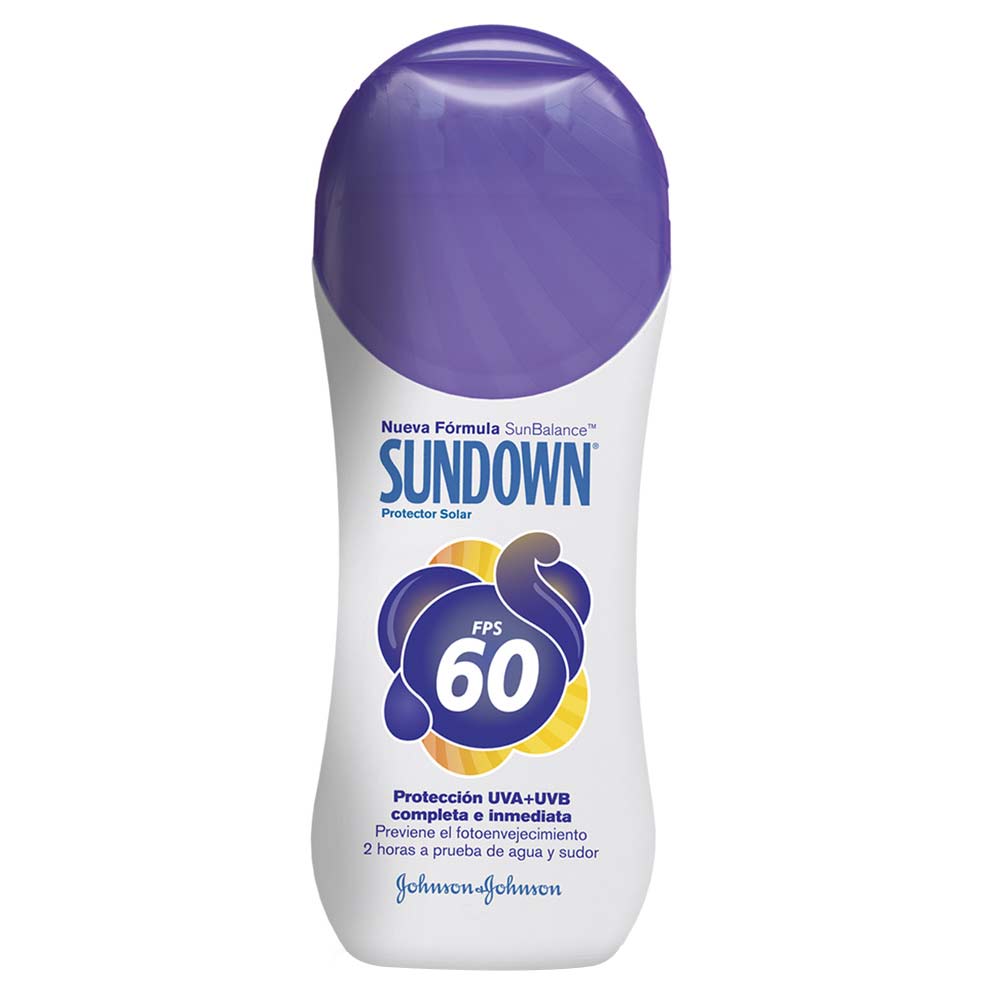 Nueva Fórmula SunBalance™
SUNDOWN®
Protector Solar
FPS
60
Protección UVA+UVB
completa e inmediata
Previene el fotoenvejecimiento
2 horas a prueba de agua y sudor
Johnson & Johnson